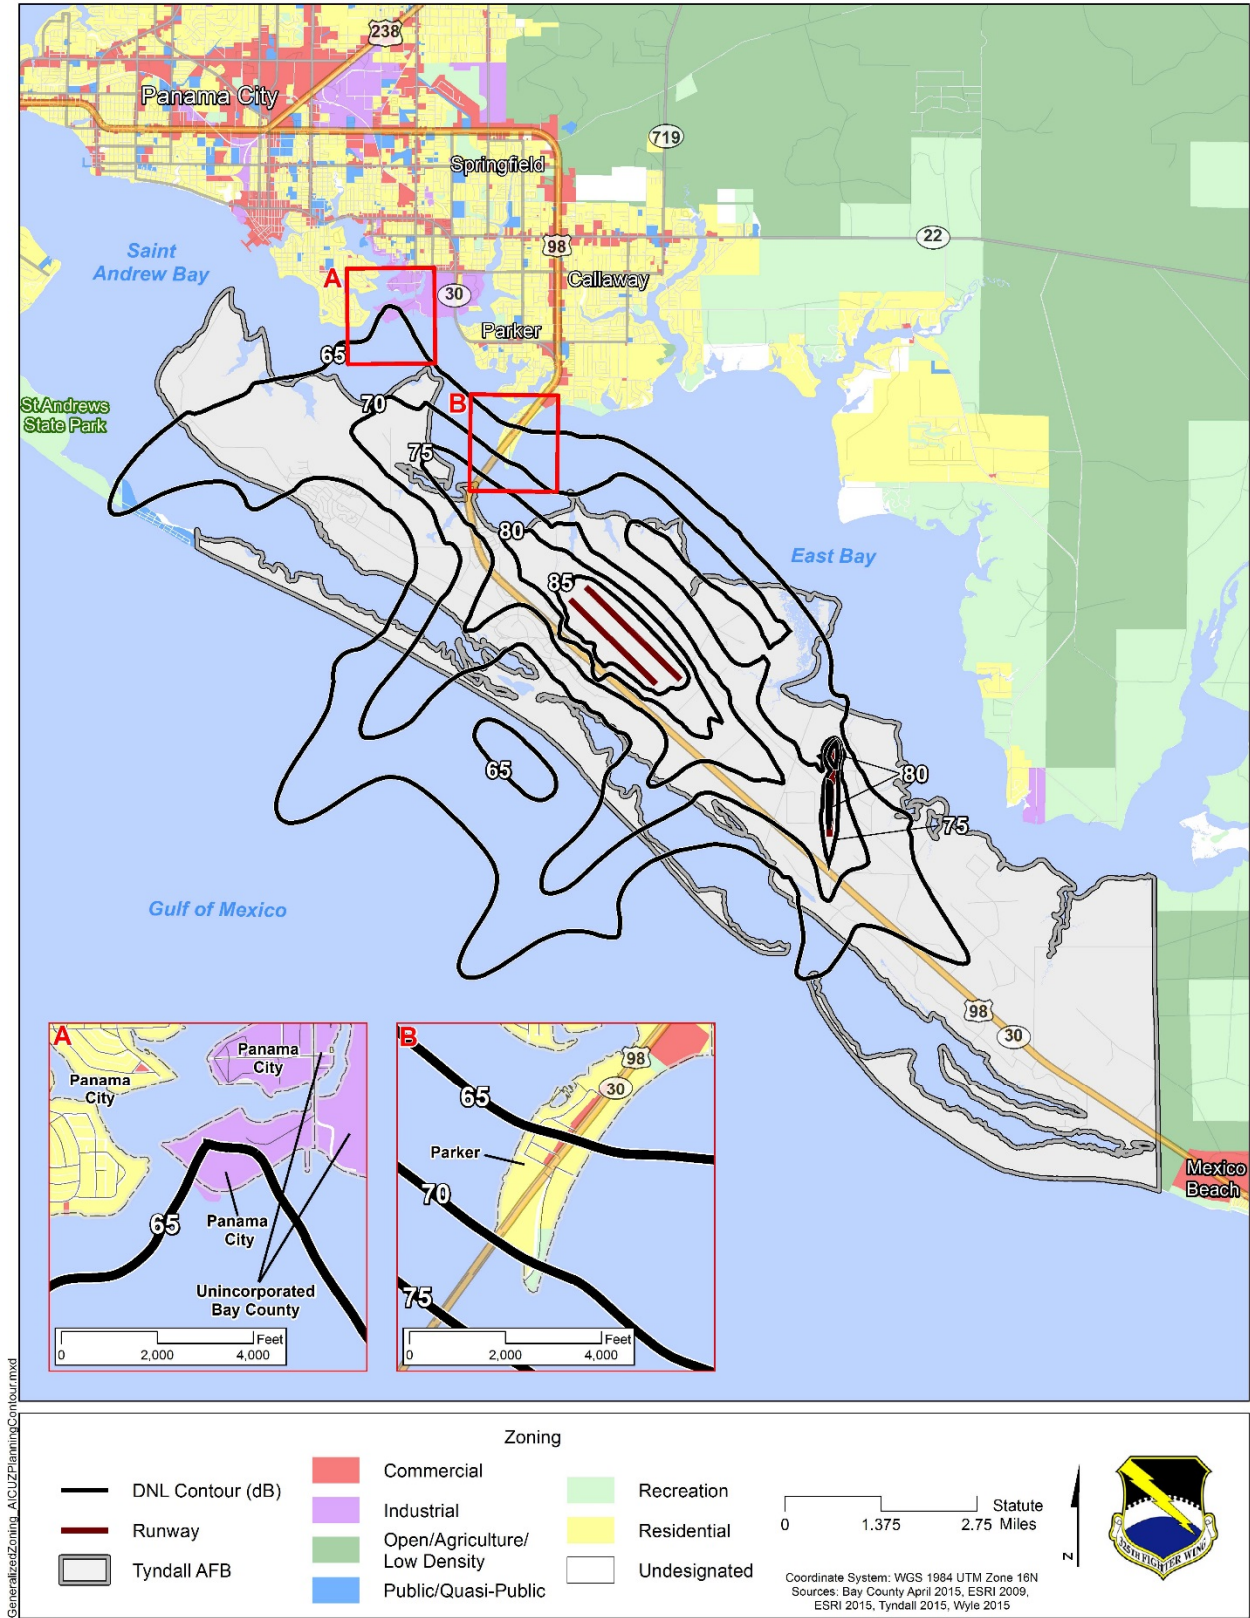 238
Panama City
719
Springfield
22
98
Saint
Andrew Bay
A
Callaway
30
Parker
65
B
70
St Andrews
State Park
75
80
East Bay
85
65
80
75
Gulf of Mexico
98
30
Mexico
Beach
A
Panama
City
Panama
City
65
Panama
City
Unincorporated
Bay County
Feet
0 2,000 4,000
B
98
30
65
Parker
70
75
Feet
0 2,000 4,000
GeneralizedZoning_AICUZPlanningContour.mxd
Zoning
DNL Contour (dB)
Runway
Tyndall AFB
Commercial
Industrial
Open/Agriculture/
Low Density
Public/Quasi-Public
Recreation
Residential
Undesignated
0 1.375 2.75
Statute
Miles
N
325TH FIGHTER WING
Coordinate System: WGS 1984 UTM Zone 16N
Sources: Bay County April 2015, ESRI 2009,
ESRI 2015, Tyndall 2015, Wyle 2015